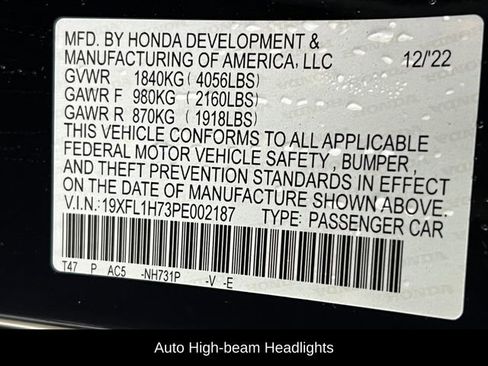 MFD. BY HONDA DEVELOPMENT &
MANUFACTURING OF AMERICA, LLC 12/'22
GVWR 1840KG ( 4056LBS)
GAWR F 980KG ( 2160LBS)
GAWR R 870KG ( 1918LBS)
THIS VEHICLE CONFORMS TO ALL APPLICABLE
FEDERAL MOTOR VEHICLE SAFETY , BUMPER ,
AND THEFT PREVENTION STANDARDS IN EFFECT
ON THE DATE OF MANUFACTURE SHOWN ABOVE.
V.I.N.:19XFL1H73PE002187 TYPE: PASSENGER CAR
T47 P AC5 -NH731P -V -E
Auto High-beam Headlights